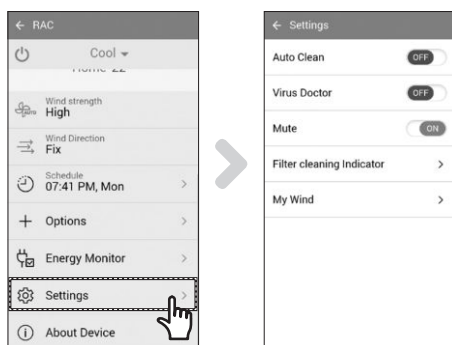 ← RAC
Cool
Wind strength
High
Wind Direction
Fix
Schedule
07:41 PM, Mon
Options
Energy Monitor
Settings
About Device
← Settings
Auto Clean OFF
Virus Doctor OFF
Mute ON
Filter cleaning Indicator
My Wind